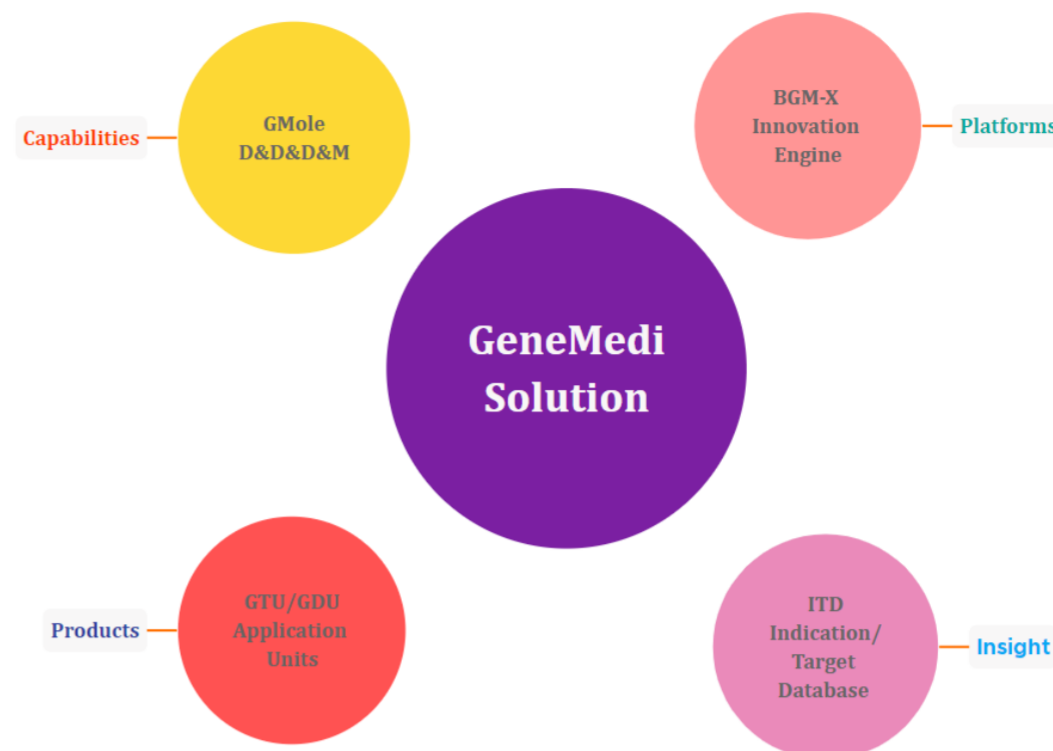 Capabilities
GMole
D&D&D&M
BGM-X
Innovation
Engine
Platforms
GeneMedi
Solution
Products
GTU/GDU
Application
Units
ITD
Indication/
Target
Database
Insight